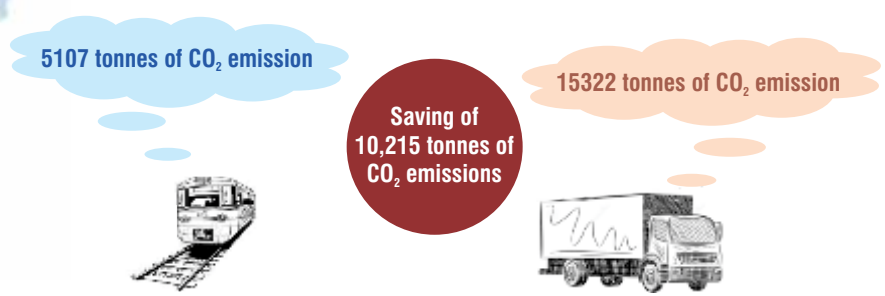 5107 tonnes of CO₂ emission
Saving of
10,215 tonnes of
CO₂ emissions
15322 tonnes of CO₂ emission